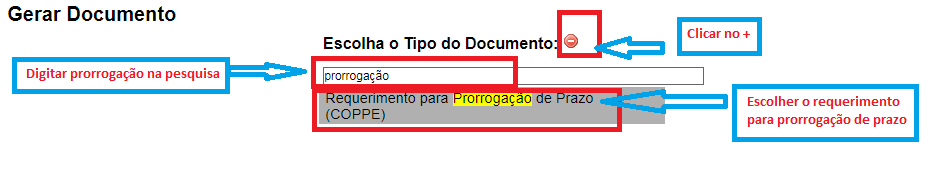 Gerar Documento
Escolha o Tipo do Documento:
Clicar no +
Digitar prorrogação na pesquisa
prorrogação
Requerimento para Prorrogação de Prazo
(COPPE)
Escolher o requerimento
para prorrogação de prazo